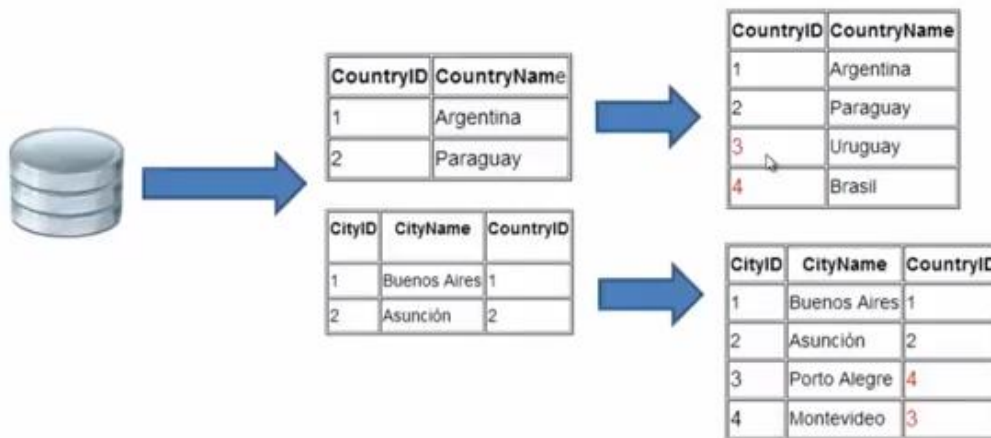 CountryID CountryName
1 Argentina
2 Paraguay
CityID CityName CountryID
1 Buenos Aires 1
2 Asunción 2
CountryID CountryName
1 Argentina
2 Paraguay
3 Uruguay
4 Brasil
CityID CityName CountryID
1 Buenos Aires 1
2 Asunción 2
3 Porto Alegre 4
4 Montevideo 3